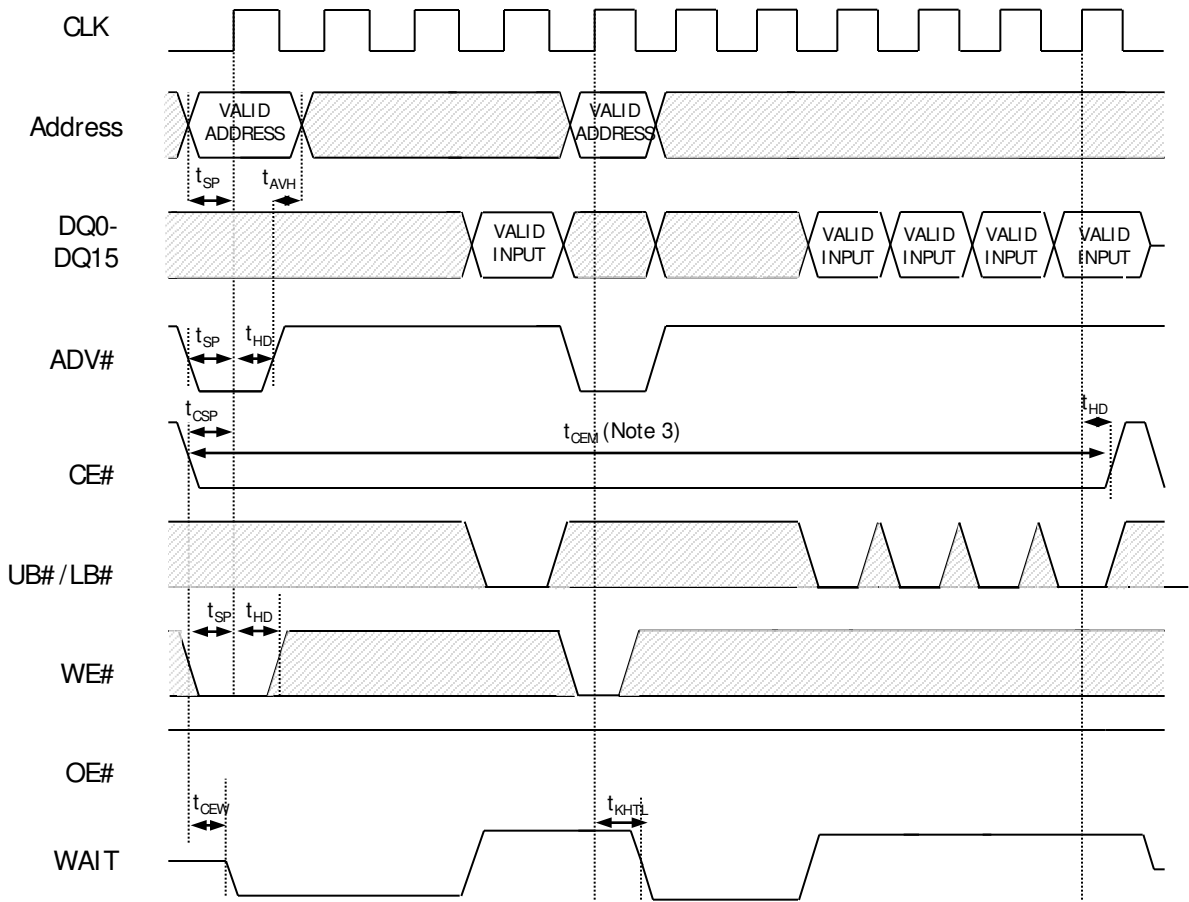 CLK
Address
VALID
ADDRESS
VALID
ADDRESS
tSP
tAVH
DQ0-
DQ15
VALID
INPUT
VALID
INPUT
VALID
INPUT
VALID
INPUT
VALID
INPUT
ADV#
tSP
tHD
tCSP
tCEM (Note 3)
tHD
CE#
UB# / LB#
tSP
tHD
WE#
OE#
tCEW
tKHTL
WAIT